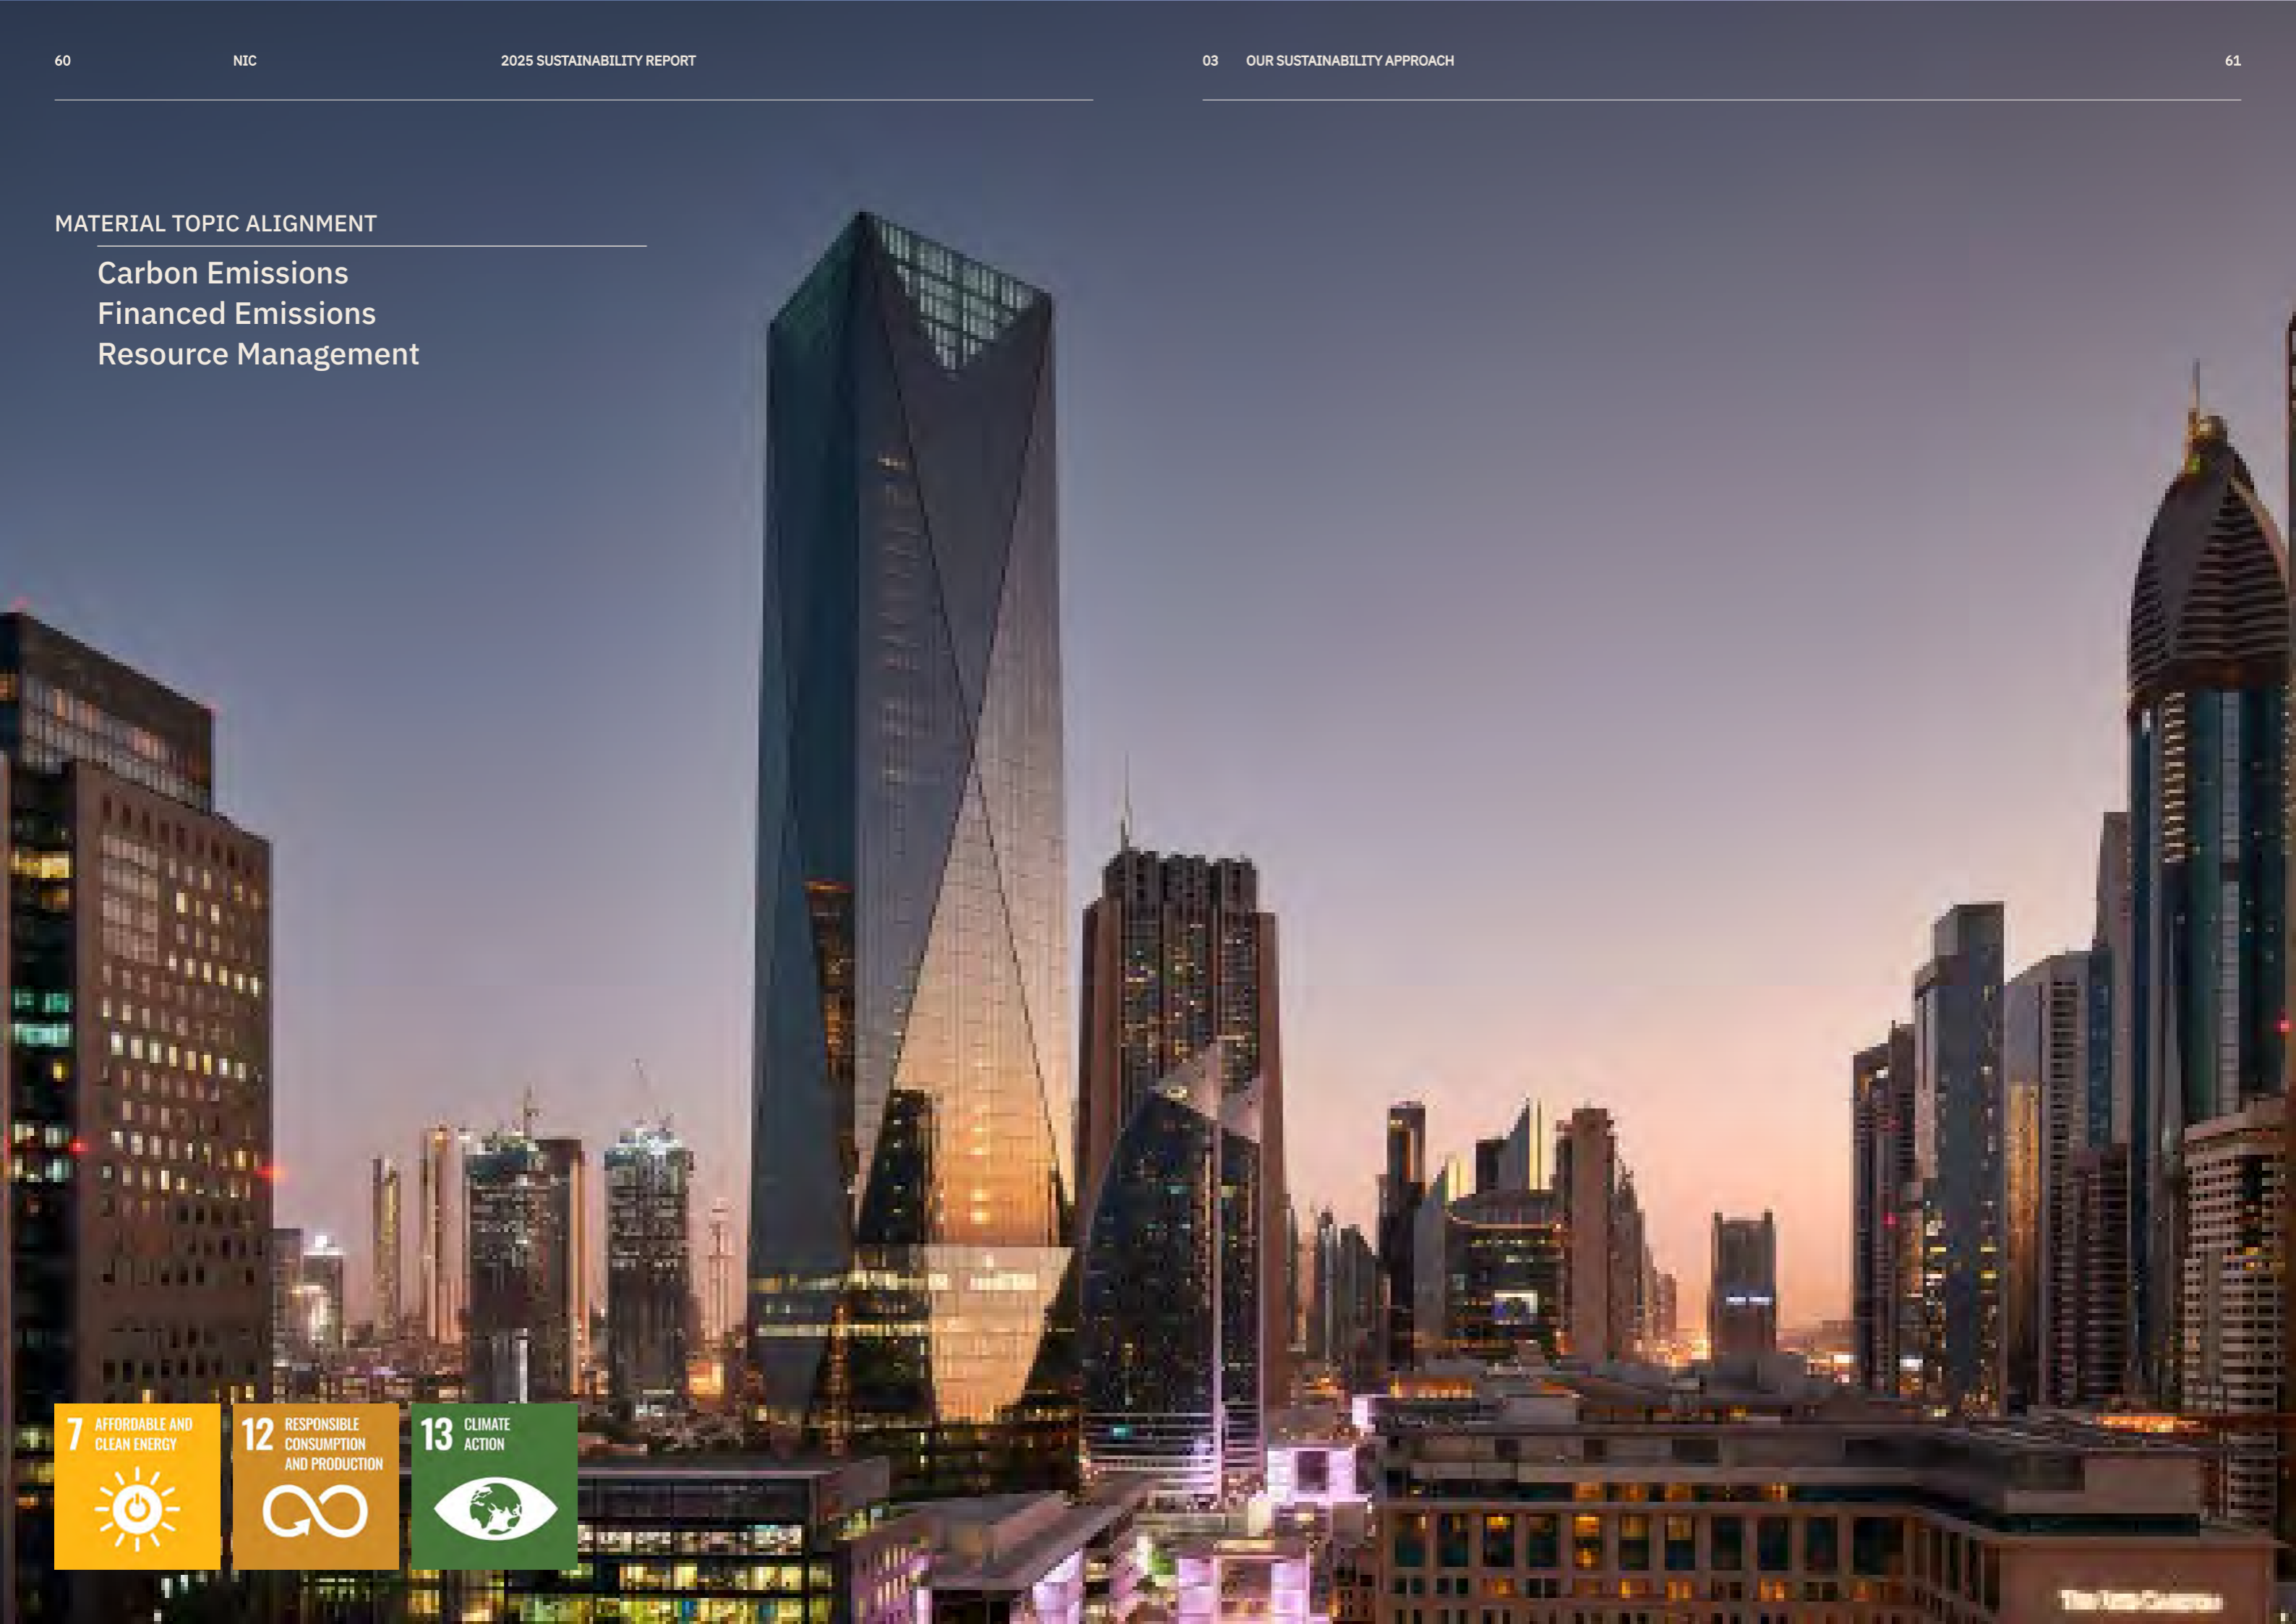 60 NIC 2025 SUSTAINABILITY REPORT
03 OUR SUSTAINABILITY APPROACH 61
MATERIAL TOPIC ALIGNMENT
Carbon Emissions
Financed Emissions
Resource Management
7 AFFORDABLE AND
CLEAN ENERGY
12 RESPONSIBLE
CONSUMPTION
AND PRODUCTION
13 CLIMATE
ACTION